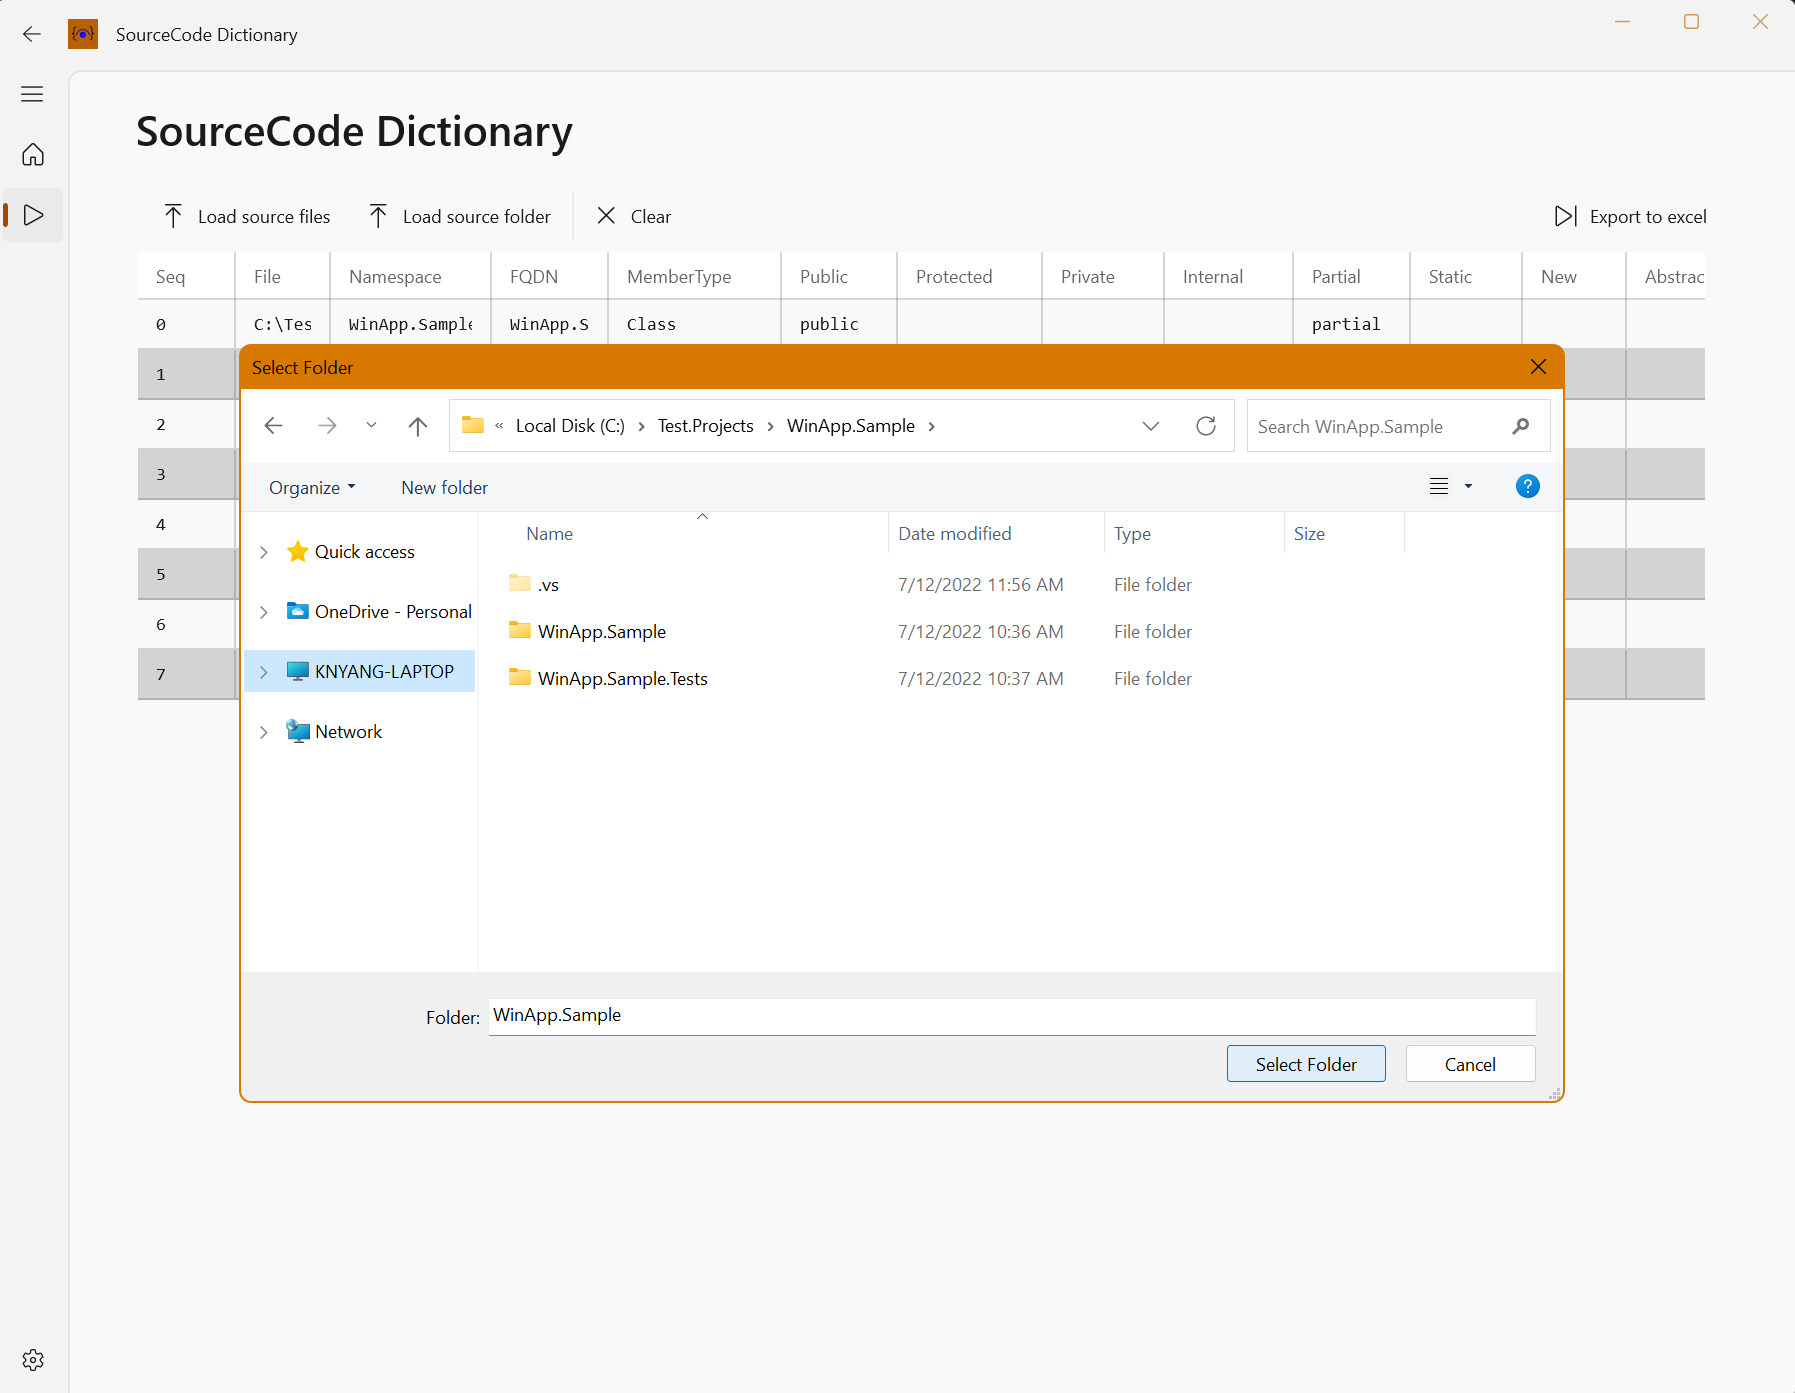 SourceCode Dictionary
SourceCode Dictionary
Load source files Load source folder Clear Export to excel
Seq File Namespace FQDN MemberType Public Protected Private Internal Partial Static New Abstrac
0 C:\Tes WinApp.Sample WinApp.S Class public partial
1
2
3
4
5
6
7
Select Folder
« Local Disk (C:) › Test.Projects › WinApp.Sample ›
Search WinApp.Sample
Organize New folder ?
Name Date modified Type Size
Quick access
OneDrive - Personal
KNYANG-LAPTOP
Network
.vs 7/12/2022 11:56 AM File folder
WinApp.Sample 7/12/2022 10:36 AM File folder
WinApp.Sample.Tests 7/12/2022 10:37 AM File folder
Folder: WinApp.Sample
Select Folder Cancel